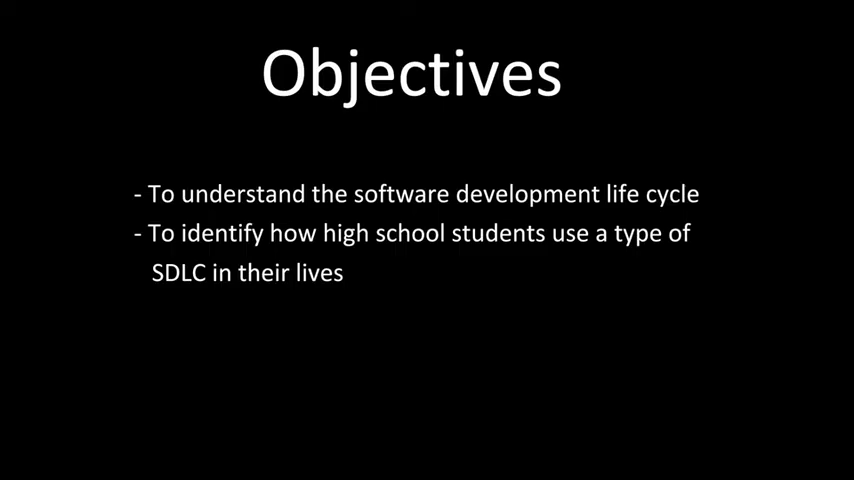 Objectives
- To understand the software development life cycle
- To identify how high school students use a type of
SDLC in their lives